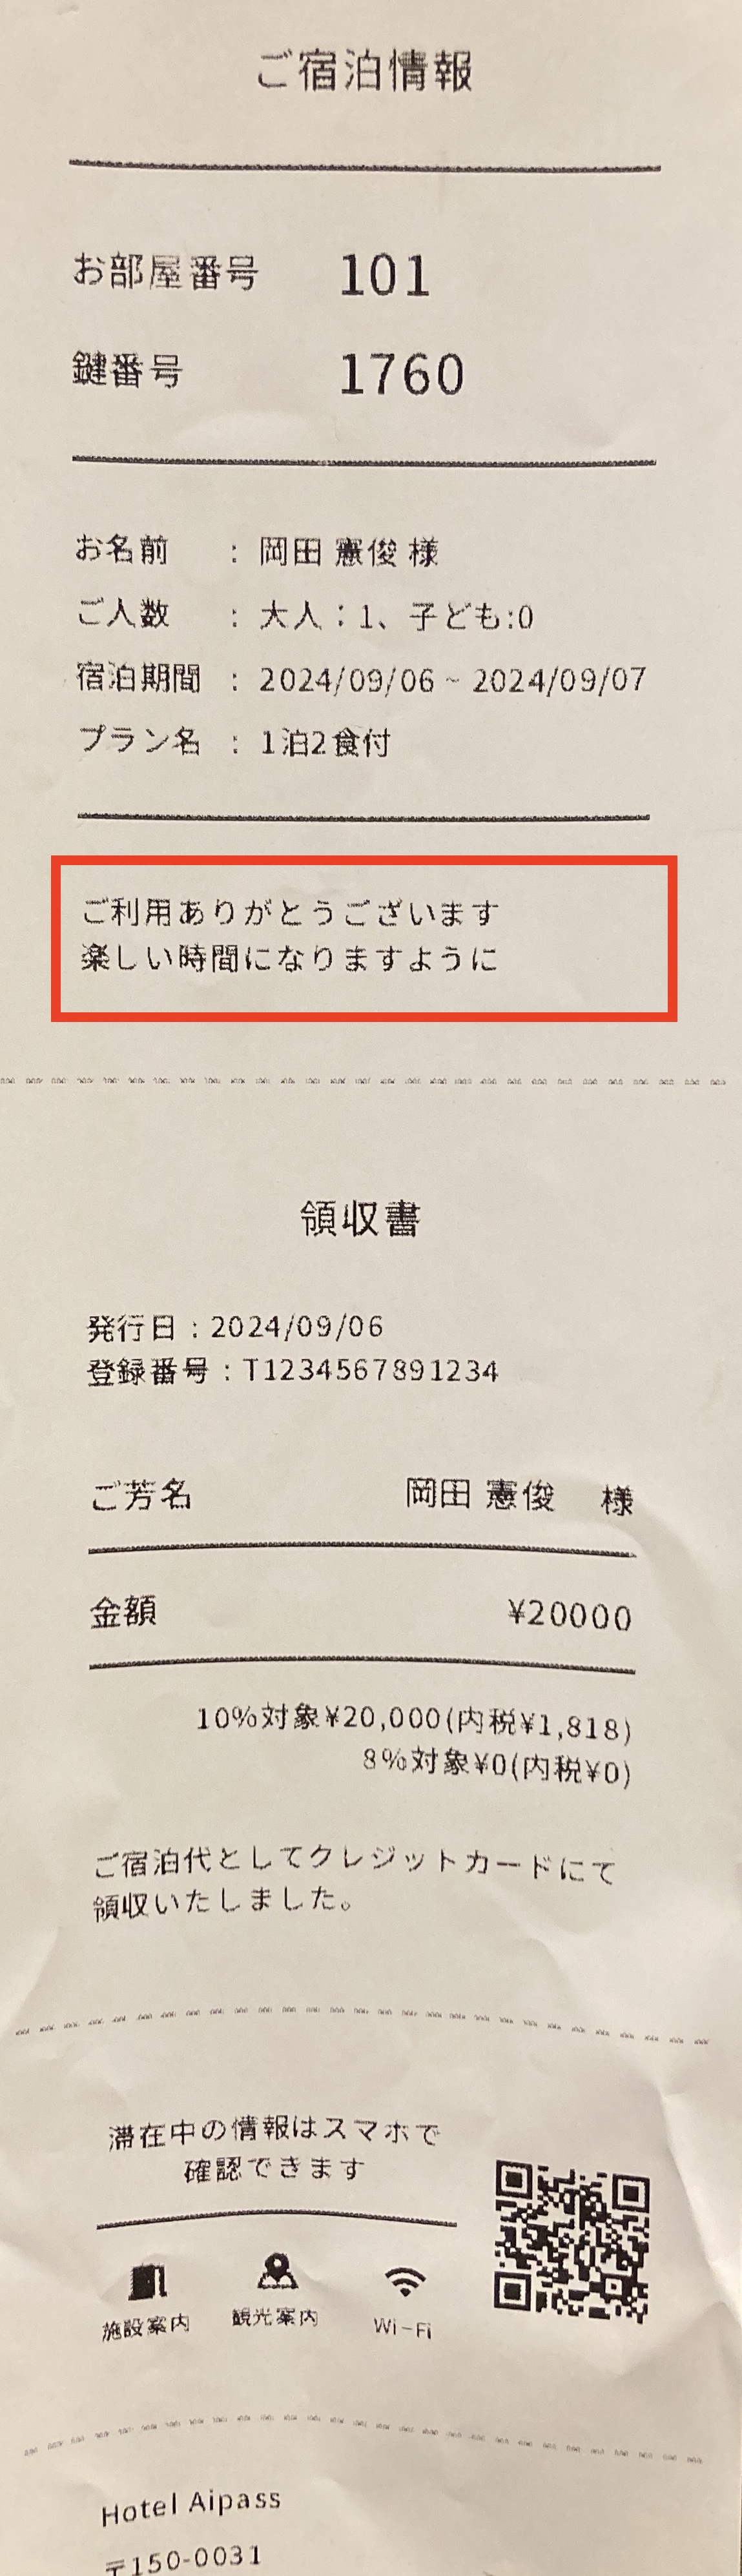 ご宿泊情報
お部屋番号 101
鍵番号 1760
お名前 : 岡田 憲俊 様
ご人数 : 大人：1、子ども:0
宿泊期間 : 2024/09/06 ~ 2024/09/07
プラン名 : 1泊2食付
ご利用ありがとうございます
楽しい時間になりますように
領収書
発行日：2024/09/06
登録番号：T1234567891234
ご芳名 岡田 憲俊 様
金額 ¥20000
10%対象¥20,000(内税¥1,818)
8%対象¥0(内税¥0)
ご宿泊代としてクレジットカードにて
領収いたしました。
滞在中の情報はスマホで
確認できます
施設案内 観光案内 Wi-Fi
Hotel Aipass
〒150-0031